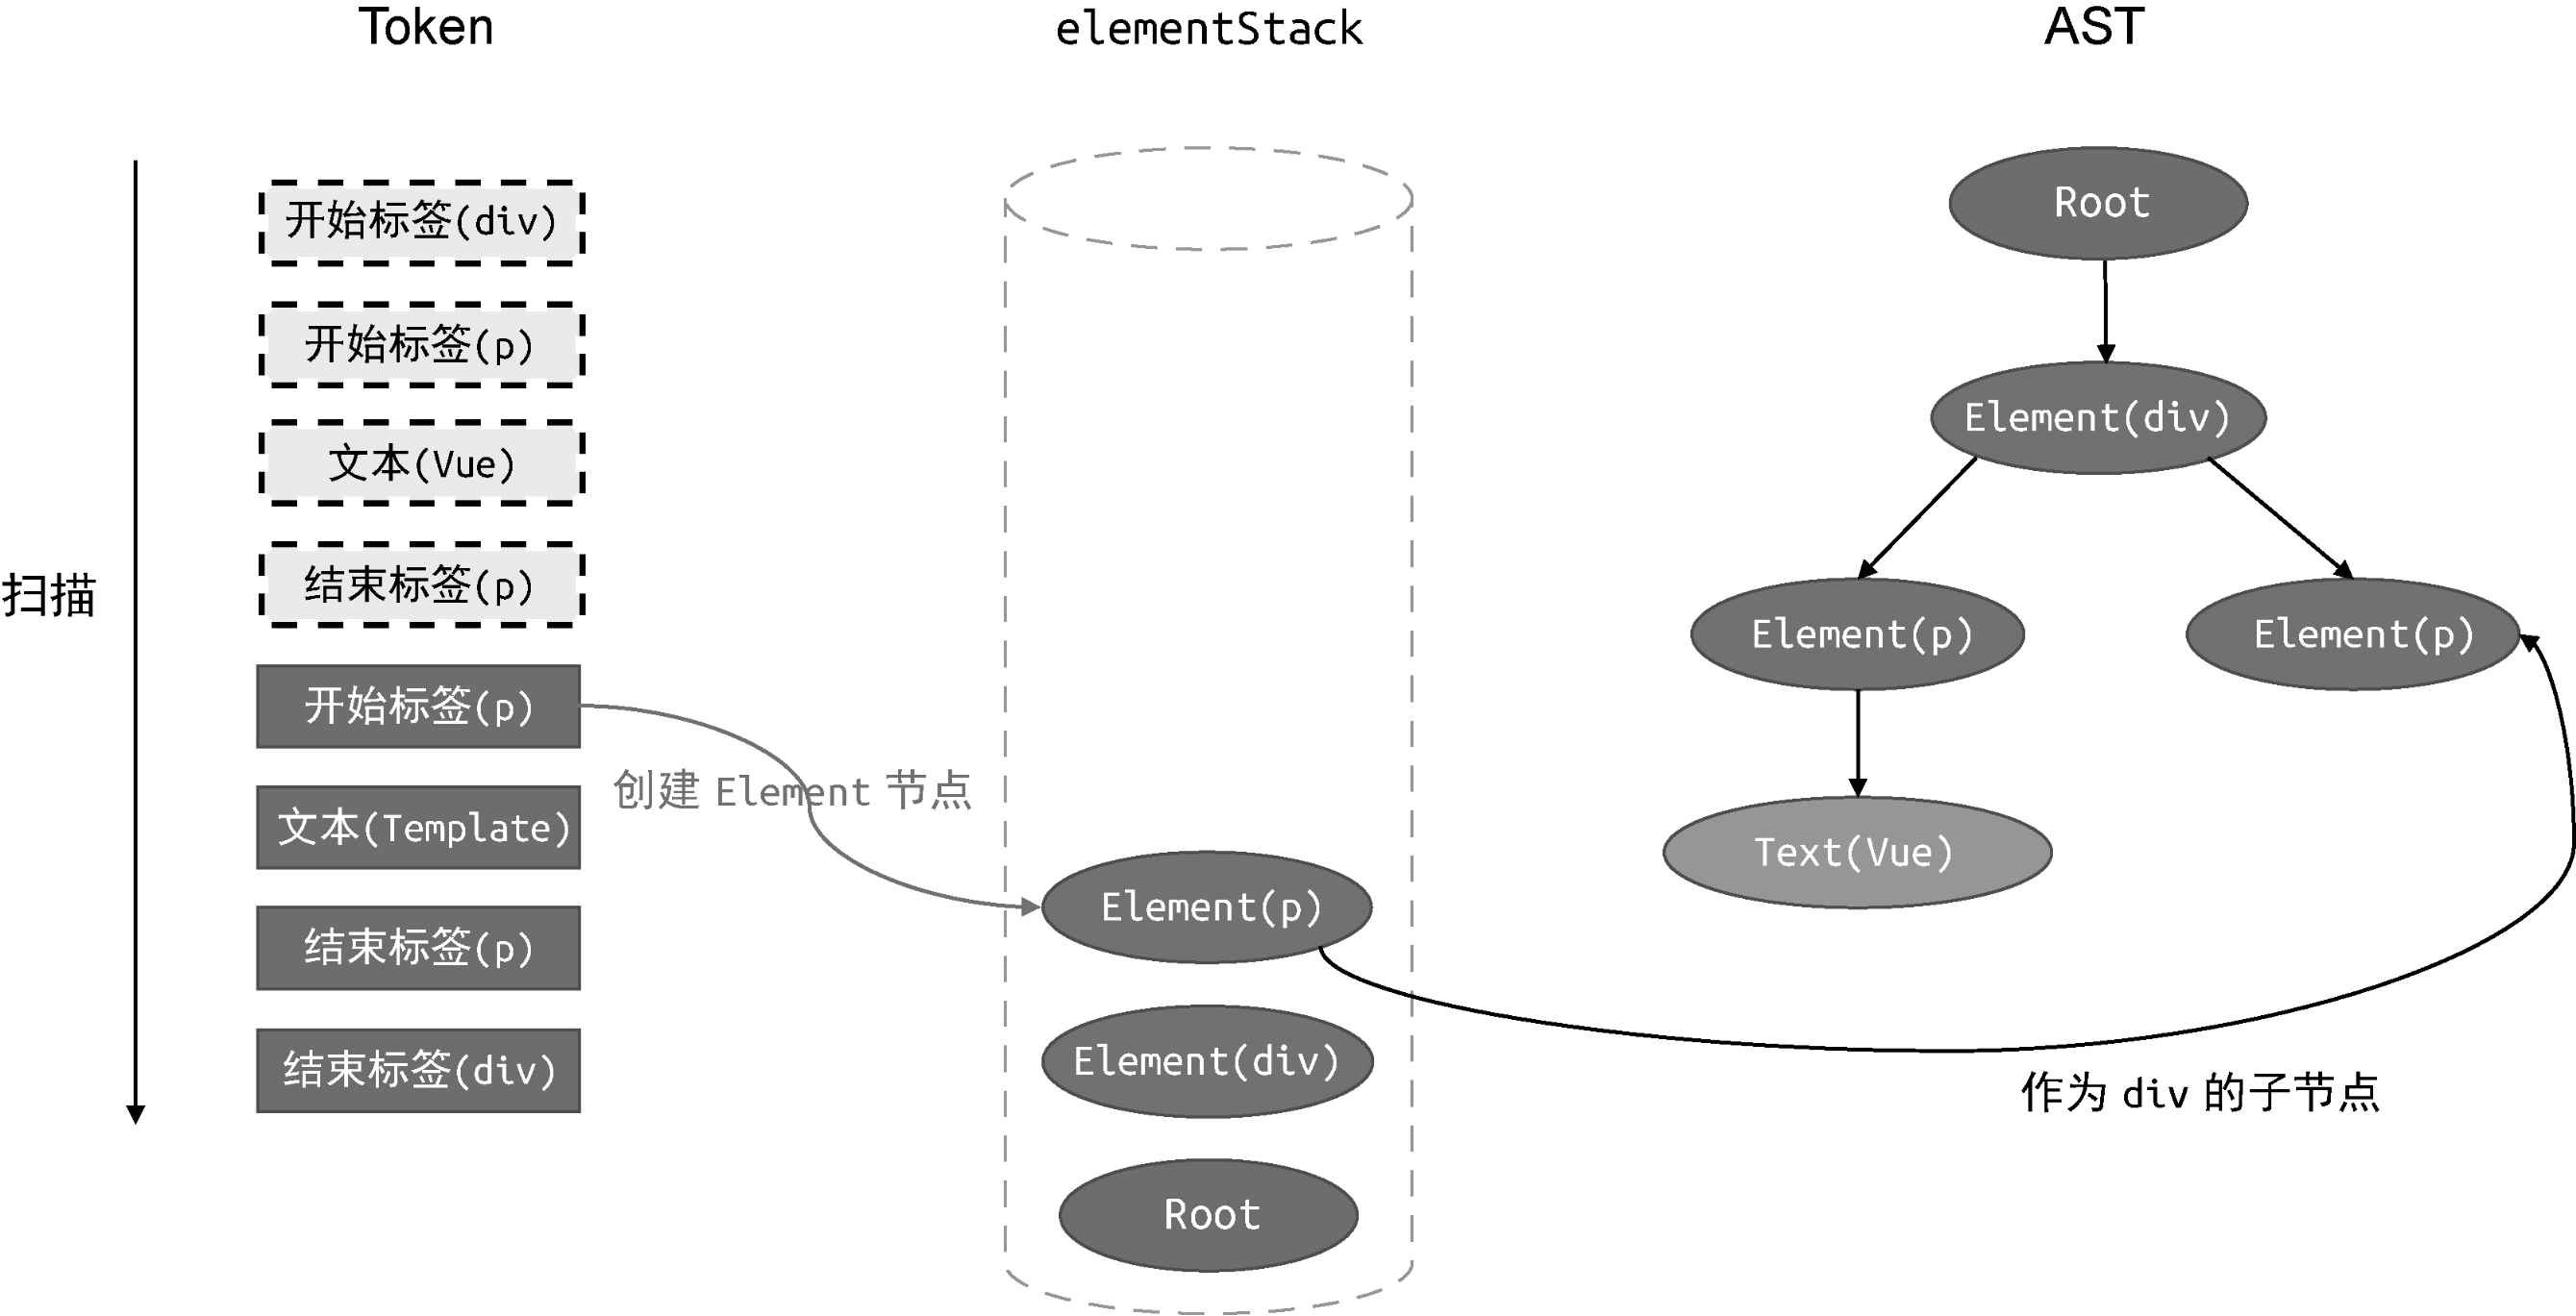 Token
elementStack
AST
扫描
开始标签(div)
开始标签(p)
文本(Vue)
结束标签(p)
开始标签(p)
文本(Template)
结束标签(p)
结束标签(div)
创建 Element 节点
Element(p)
Element(div)
Root
Root
Element(div)
Element(p)
Element(p)
Text(Vue)
作为 div 的子节点